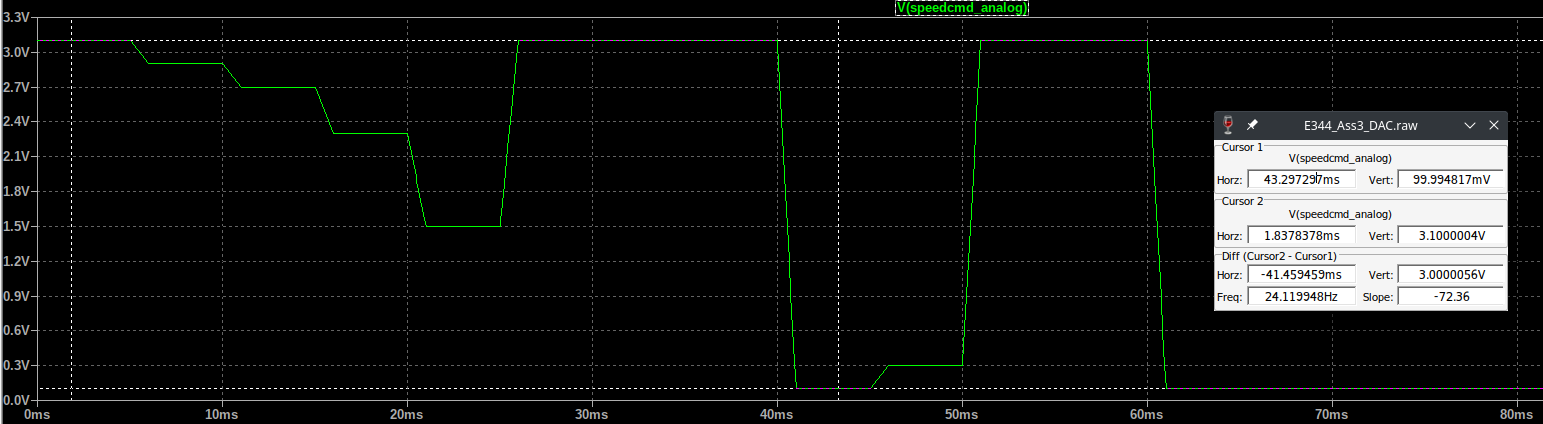 V(speedcmd_analog)
3.3V
3.0V
2.7V
2.4V
2.1V
1.8V
1.5V
1.2V
0.9V
0.6V
0.3V
0.0V
0ms 10ms 20ms 30ms 40ms 50ms 60ms 70ms 80ms
E344_Ass3_DAC.raw
Cursor 1
V(speedcmd_analog)
Horz: 43.297297ms Vert: 99.994817mV
Cursor 2
V(speedcmd_analog)
Horz: 1.8378378ms Vert: 3.1000004V
Diff (Cursor2 - Cursor1)
Horz: -41.459459ms Vert: 3.0000056V
Freq: 24.119948Hz Slope: -72.36